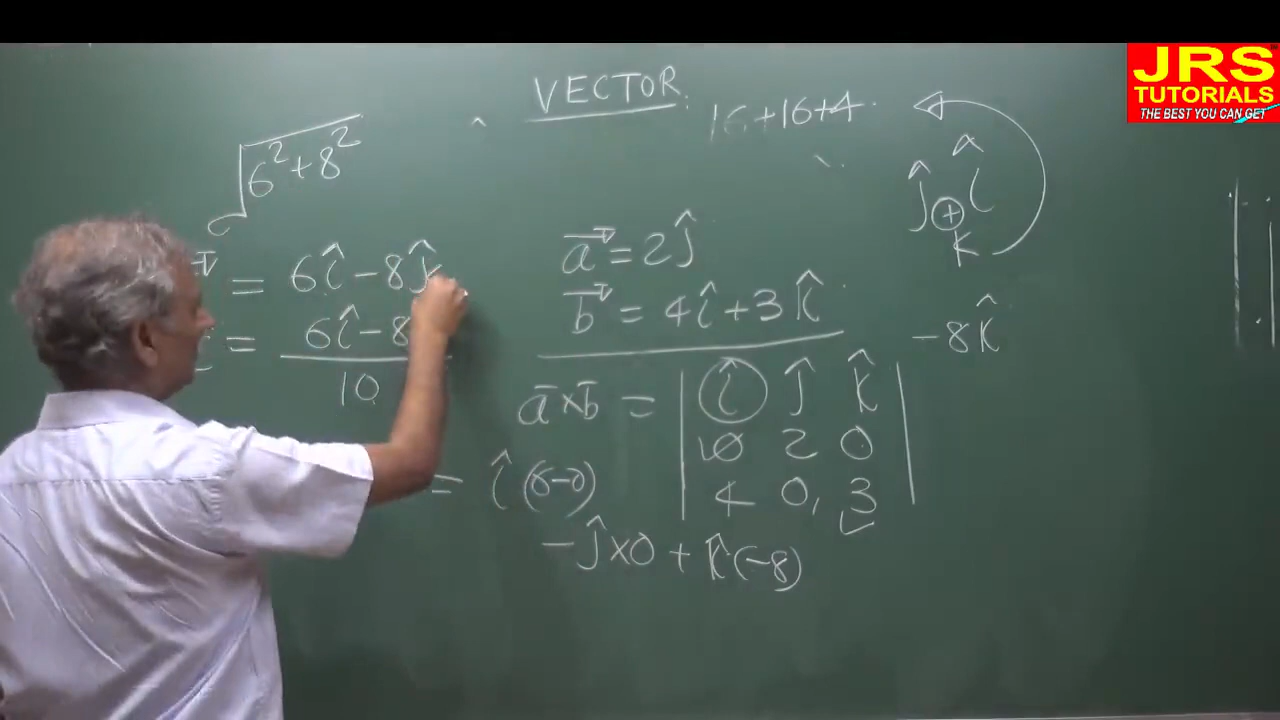 JRS
TUTORIALS
THE BEST YOU CAN GET
VECTOR
16+16+4
√(6²+8²)
ĵ î
⊕
k
= 6î-8ĵ
= 6î-8
10
a⃗ = 2ĵ
b⃗ = 4î+3k̂
-8k̂
a̅×b̅ = | î ĵ k̂ |
0 2 0
4 0, 3
= î(6-0)
-ĵ×0 + k̂(-8)